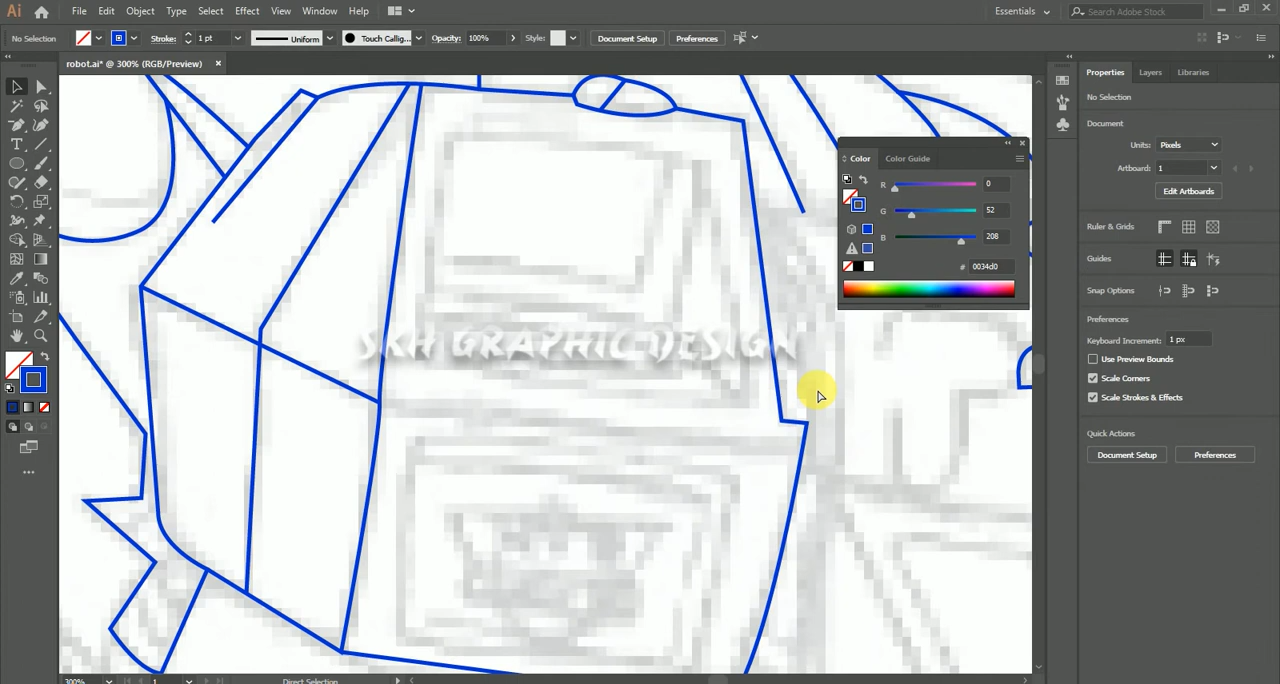 Ai File Edit Object Type Select Effect View Window Help Essentials Search Adobe Stock
No Selection Stroke: 1 pt Uniform Touch Callig... Opacity: 100% Style: Document Setup Preferences
robot.ai* @ 300% (RGB/Preview) ×
Properties Layers Libraries
No Selection
Document
Units: Pixels
Artboard: 1
Edit Artboards
Ruler & Grids
Guides
Snap Options
Preferences
Keyboard Increment: 1 px
Use Preview Bounds
Scale Corners
Scale Strokes & Effects
Quick Actions
Document Setup Preferences
Color Color Guide
R 0
G 52
B 208
# 0034d0
SKH GRAPHIC DESIGN
300% 1 Direct Selection